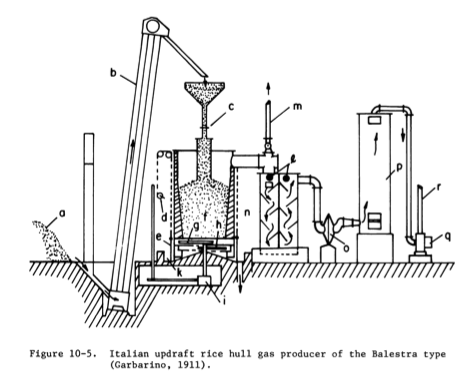 b
c
m
a
d
e
f
g
h
k
i
l
n
o
p
r
q
Figure 10-5. Italian updraft rice hull gas producer of the Balestra type
(Garbarino, 1911).